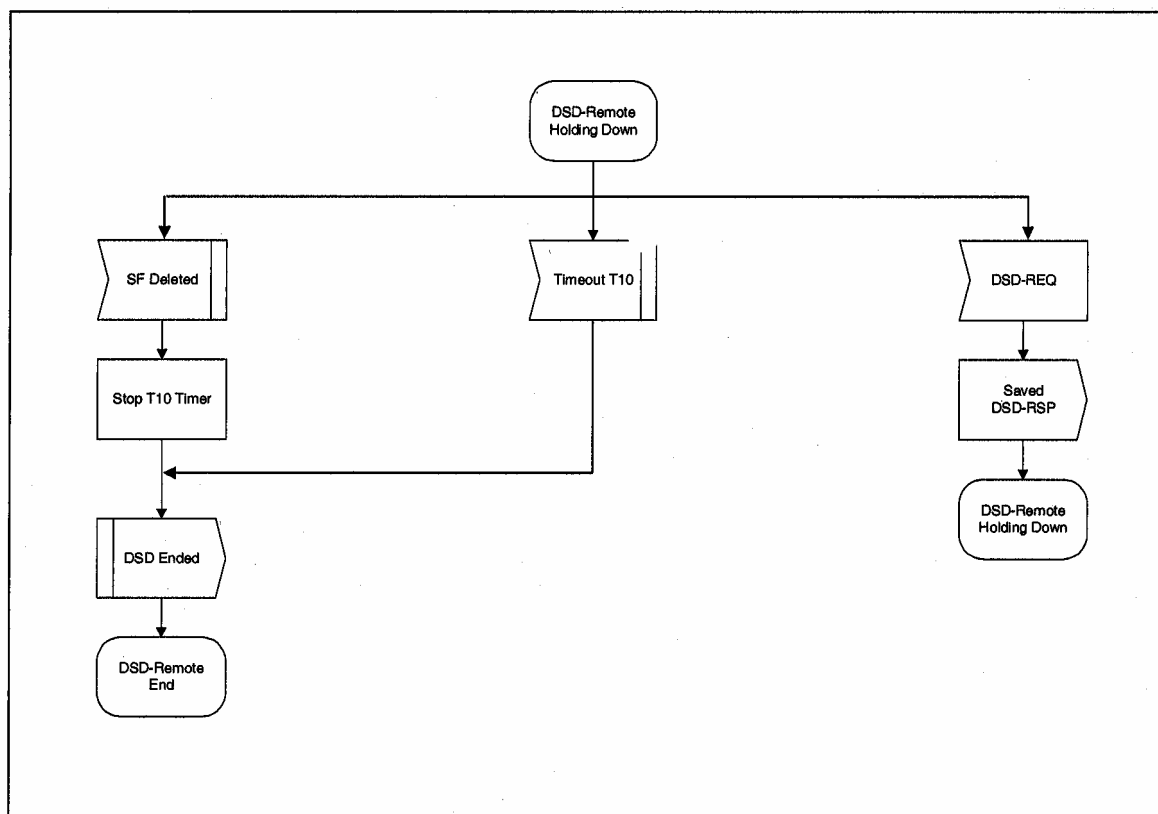 DSD-Remote
Holding Down
SF Deleted
Timeout T10
DSD-REQ
Stop T10 Timer
Saved
DSD-RSP
DSD-Remote
Holding Down
DSD Ended
DSD-Remote
End